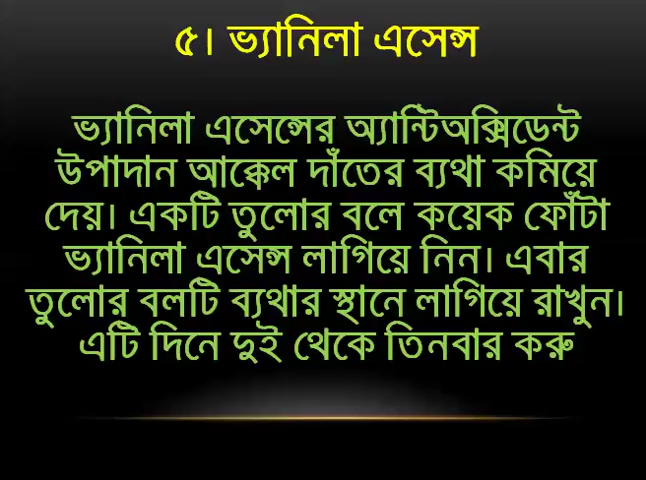 ৫। ভ্যানিলা এসেন্স
ভ্যানিলা এসেন্সের অ্যান্টিঅক্সিডেন্ট
উপাদান আক্কেল দাঁতের ব্যথা কমিয়ে
দেয়। একটি তুলোর বলে কয়েক ফোঁটা
ভ্যানিলা এসেন্স লাগিয়ে নিন। এবার
তুলোর বলটি ব্যথার স্থানে লাগিয়ে রাখুন।
এটি দিনে দুই থেকে তিনবার করু